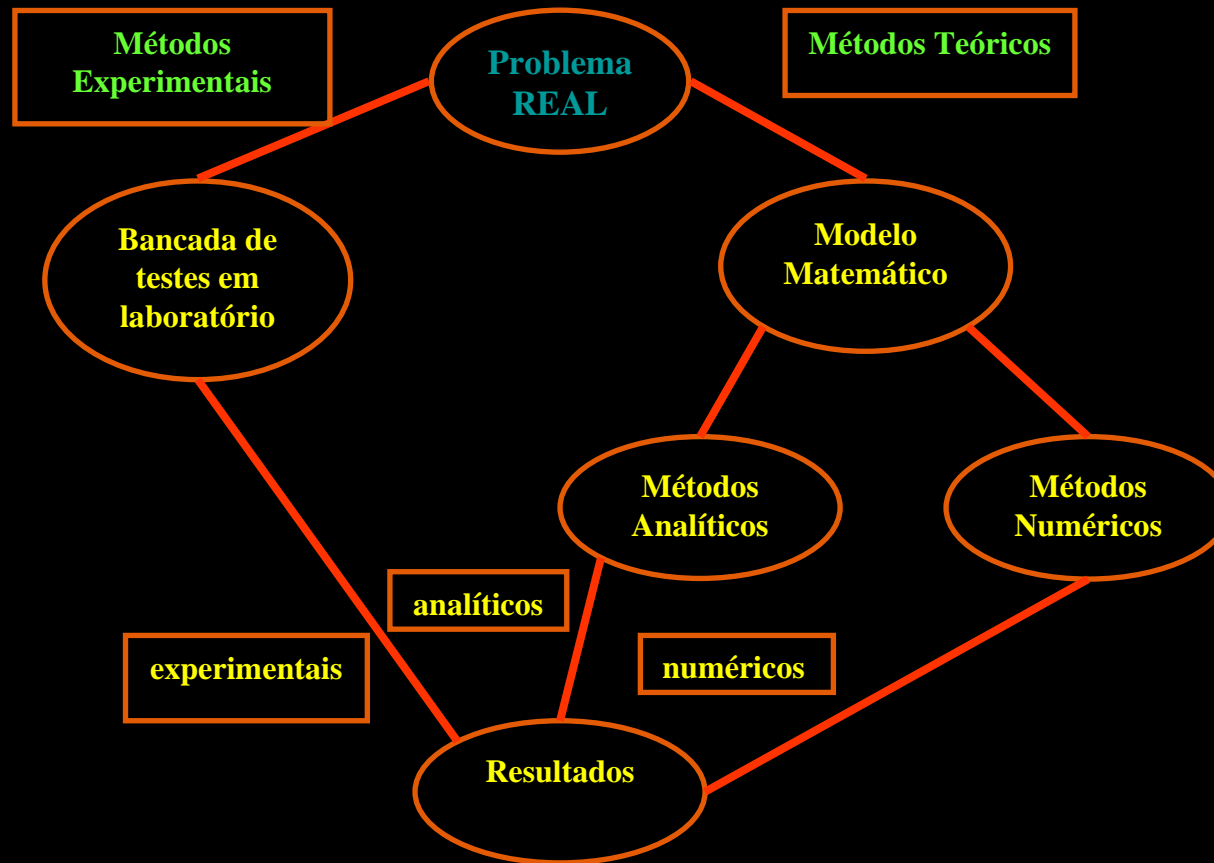 Métodos
Experimentais
Problema
REAL
Métodos Teóricos
Bancada de
testes em
laboratório
Modelo
Matemático
Métodos
Analíticos
Métodos
Numéricos
analíticos
experimentais
numéricos
Resultados